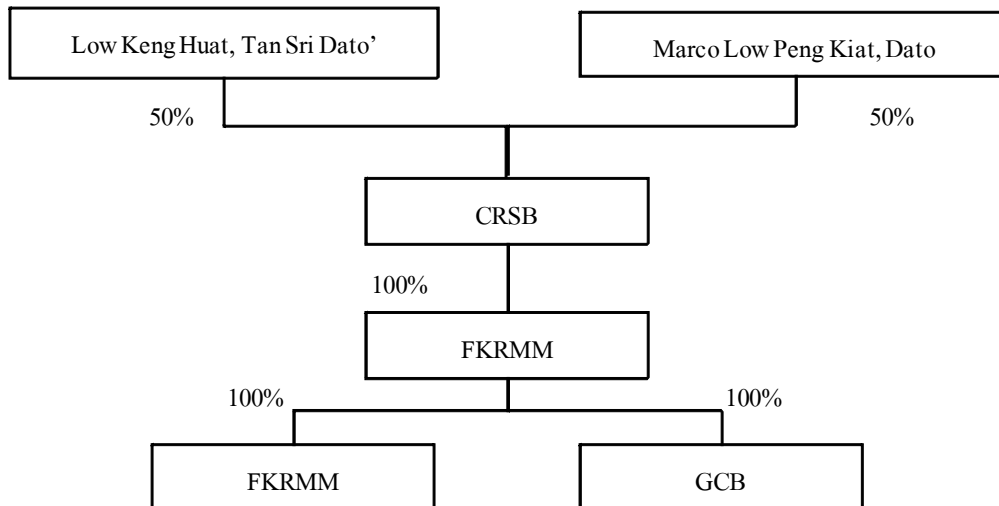 Low Keng Huat, Tan Sri Dato’
Marco Low Peng Kiat, Dato
50%
50%
CRSB
100%
FKRMM
100%
100%
FKRMM
GCB